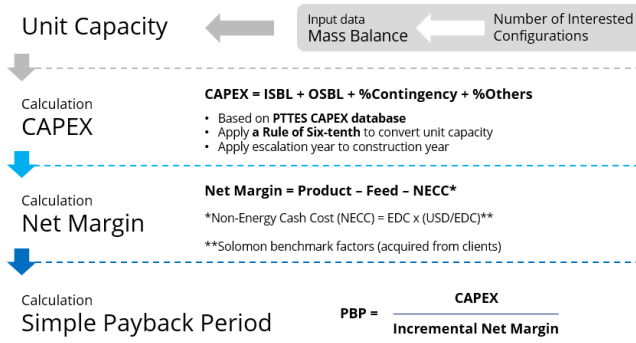 Unit Capacity
Input data
Mass Balance
Number of Interested
Configurations
Calculation
CAPEX
CAPEX = ISBL + OSBL + %Contingency + %Others
• Based on PTTES CAPEX database
• Apply a Rule of Six-tenth to convert unit capacity
• Apply escalation year to construction year
Calculation
Net Margin
Net Margin = Product – Feed – NECC*
*Non-Energy Cash Cost (NECC) = EDC x (USD/EDC)**
**Solomon benchmark factors (acquired from clients)
Calculation
Simple Payback Period
PBP =
CAPEX
Incremental Net Margin